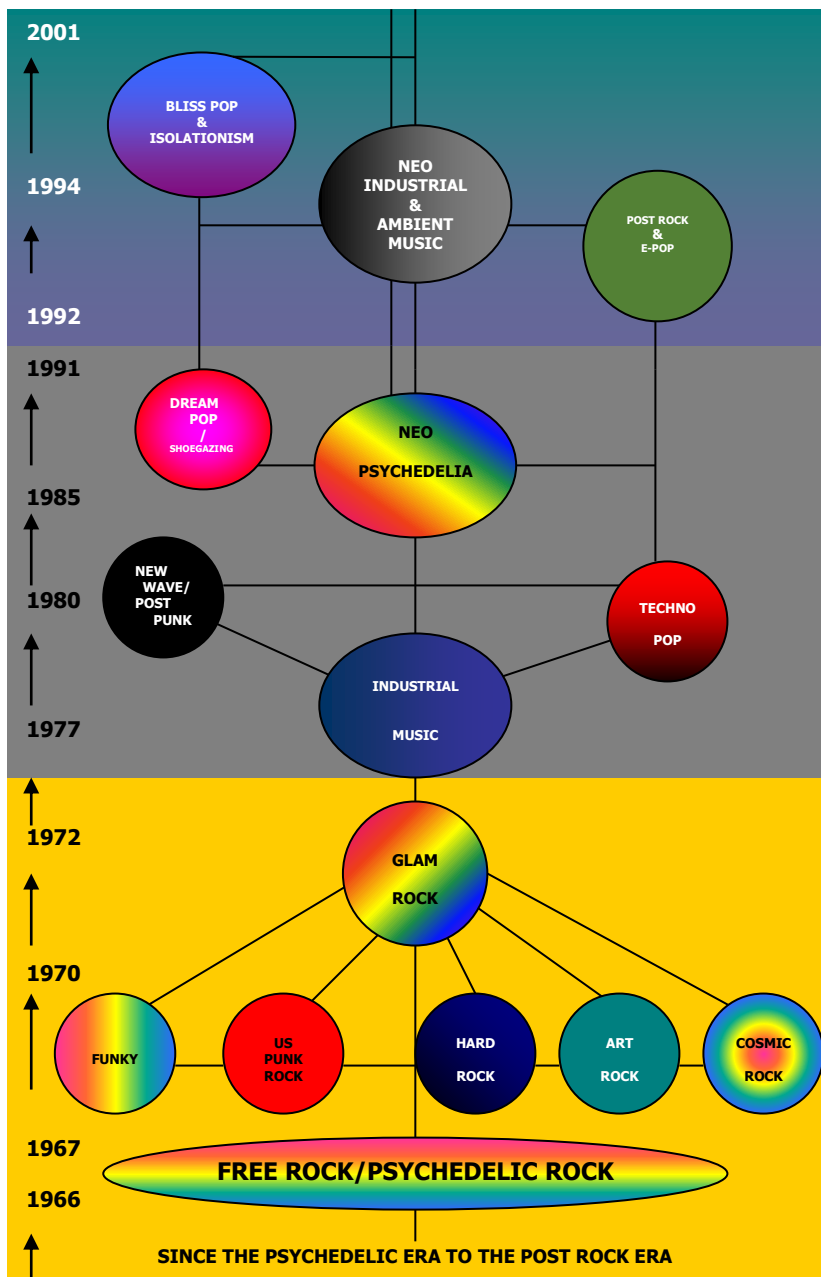 2001
BLISS POP
&
ISOLATIONISM
NEO
INDUSTRIAL
&
AMBIENT
MUSIC
1994
POST ROCK
&
E-POP
1992
1991
DREAM
POP
/
SHOEGAZING
NEO
PSYCHEDELIA
1985
NEW
WAVE/
POST
PUNK
1980
TECHNO
POP
INDUSTRIAL
MUSIC
1977
1972
GLAM
ROCK
1970
FUNKY
US
PUNK
ROCK
HARD
ROCK
ART
ROCK
COSMIC
ROCK
1967
FREE ROCK/PSYCHEDELIC ROCK
1966
SINCE THE PSYCHEDELIC ERA TO THE POST ROCK ERA